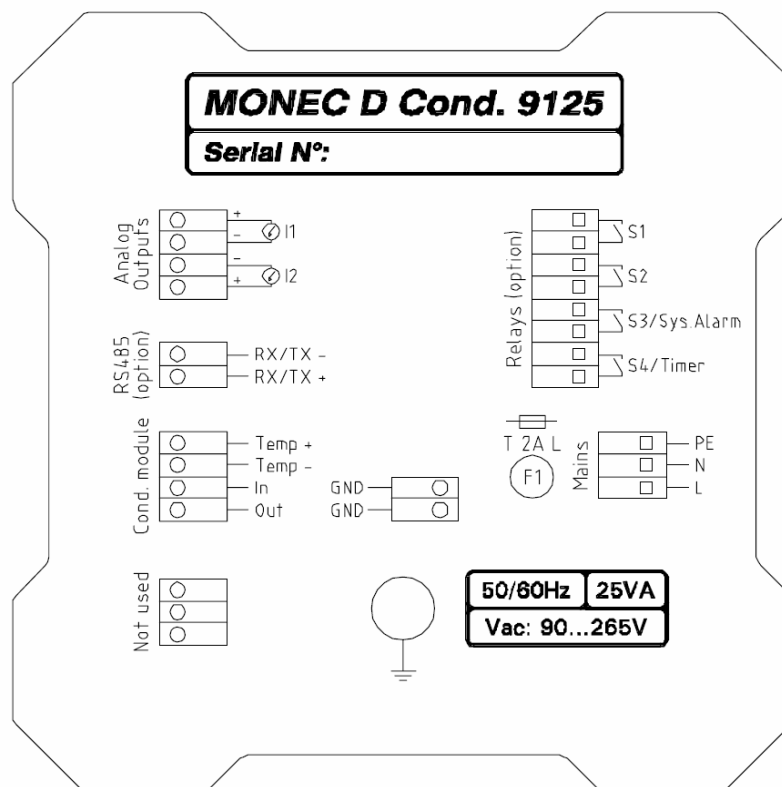 MONEC D Cond. 9125
Serial N°:
Analog
Outputs
+
-
I1
-
+
I2
Relays (option)
S1
S2
S3/Sys.Alarm
S4/Timer
RS485
(option)
RX/TX -
RX/TX +
Cond. module
Temp +
Temp -
In
Out
GND
GND
T 2A L
F1
Mains
PE
N
L
Not used
50/60Hz
25VA
Vac: 90...265V